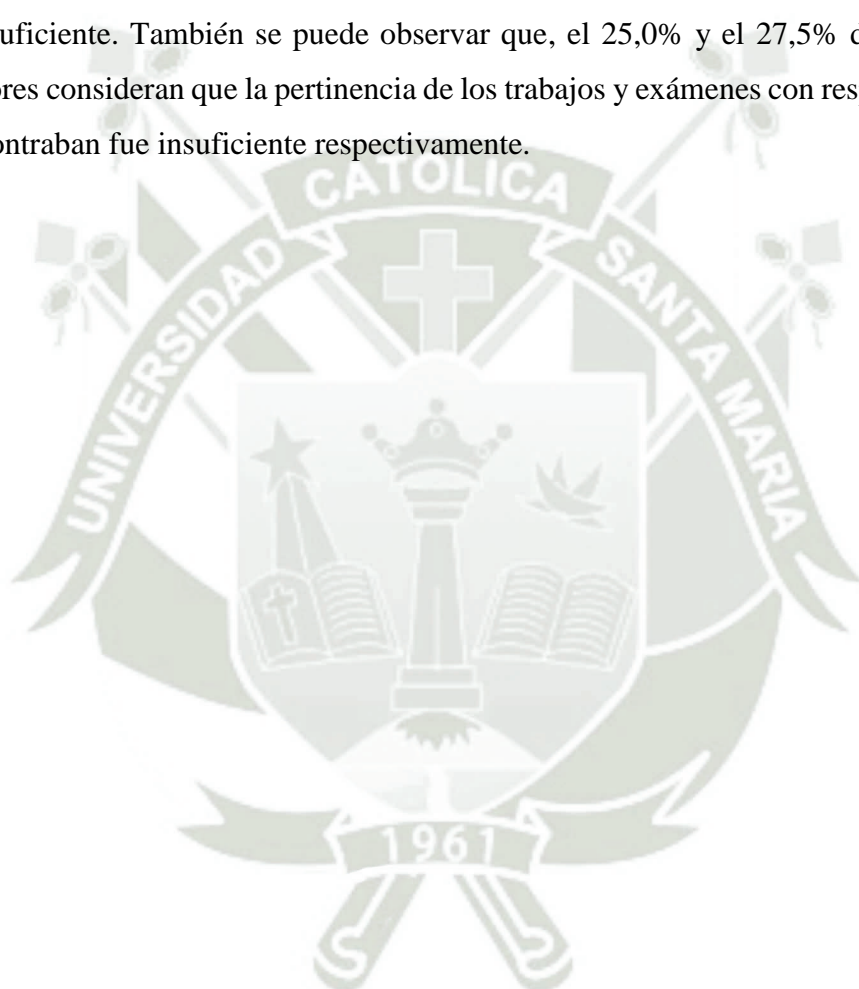 uficiente. También se puede observar que, el 25,0% y el 27,5% d
ores consideran que la pertinencia de los trabajos y exámenes con res
ontraban fue insuficiente respectivamente.
UNIVERSIDAD CATOLICA SANTA MARIA
1961